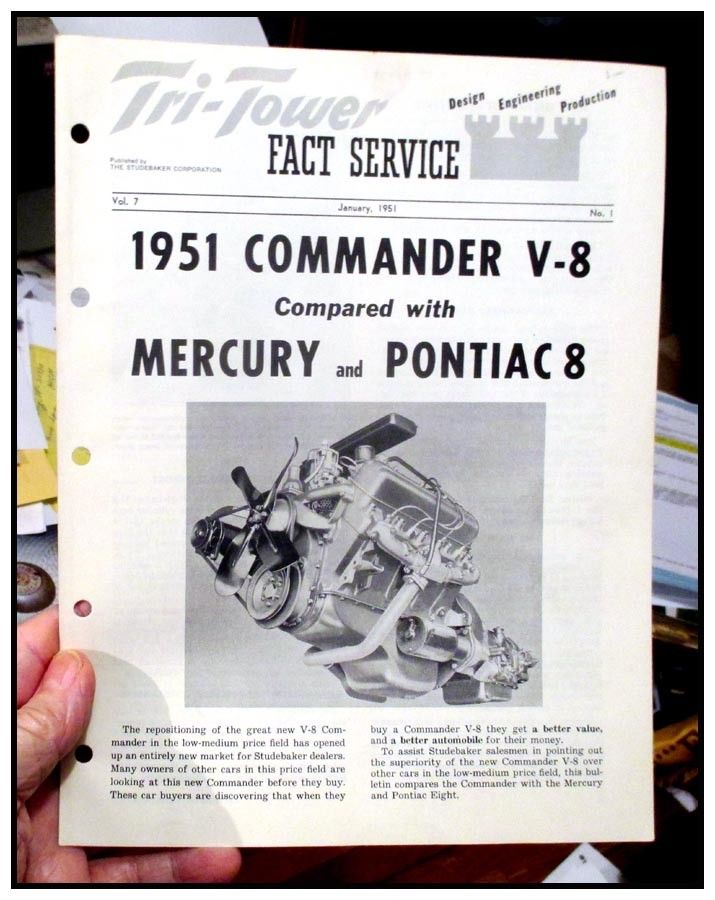 Tri-Tower
Design Engineering Production
FACT SERVICE
Published by
THE STUDEBAKER CORPORATION
Vol. 7 January, 1951 No. 1
1951 COMMANDER V-8
Compared with
MERCURY and PONTIAC 8
The repositioning of the great new V-8 Com-
mander in the low-medium price field has opened
up an entirely new market for Studebaker dealers.
Many owners of other cars in this price field are
looking at this new Commander before they buy.
These car buyers are discovering that when they
buy a Commander V-8 they get a better value,
and a better automobile for their money.
To assist Studebaker salesmen in pointing out
the superiority of the new Commander V-8 over
other cars in the low-medium price field, this bul-
letin compares the Commander with the Mercury
and Pontiac Eight.